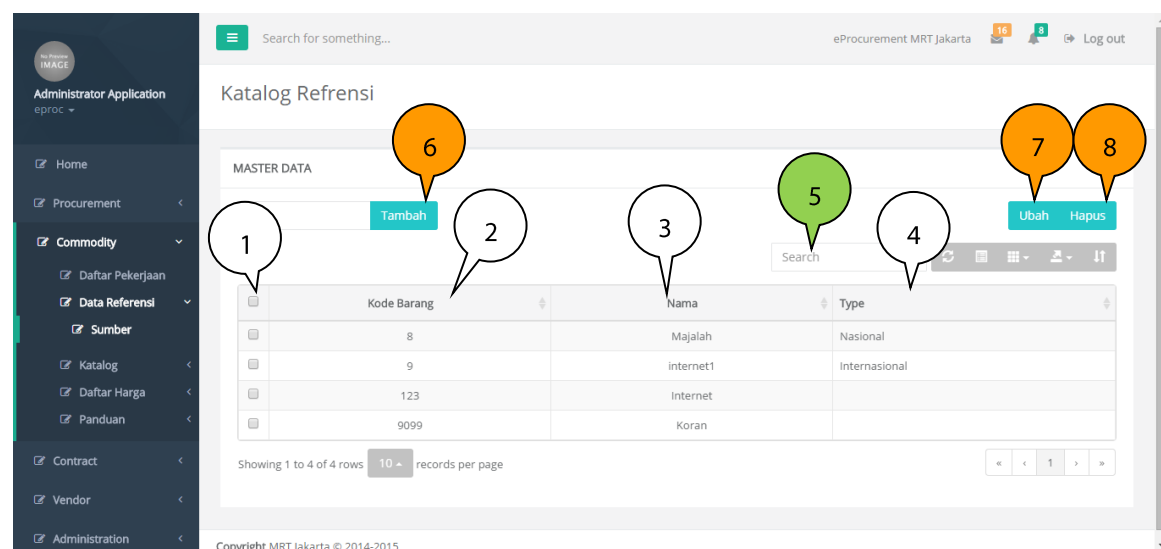 No Preview
IMAGE
Administrator Application
eproc
Home
Procurement
Commodity
Daftar Pekerjaan
Data Referensi
Sumber
Katalog
Daftar Harga
Panduan
Contract
Vendor
Administration
Search for something...
eProcurement MRT Jakarta 16 8 Log out
Katalog Refrensi
6 7 8
MASTER DATA
5
Tambah Ubah Hapus
1 2 3 4
Search
Kode Barang Nama Type
8 Majalah Nasional
9 internet1 Internasional
123 Internet
9099 Koran
Showing 1 to 4 of 4 rows 10 records per page « ‹ 1 › »
Copyright MRT Jakarta © 2014-2015